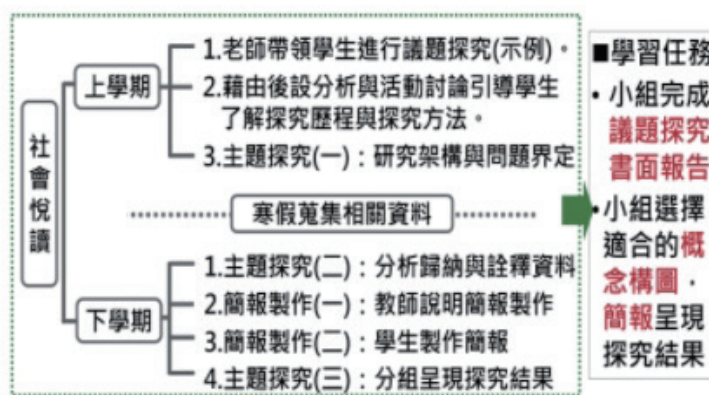 社會悅讀
上學期
1.老師帶領學生進行議題探究(示例)。
2.藉由後設分析與活動討論引導學生
了解探究歷程與探究方法。
3.主題探究(一)：研究架構與問題界定
寒假蒐集相關資料
下學期
1.主題探究(二)：分析歸納與詮釋資料
2.簡報製作(一)：教師說明簡報製作
3.簡報製作(二)：學生製作簡報
4.主題探究(三)：分組呈現探究結果
■學習任務
• 小組完成
議題探究
書面報告
•小組選擇
適合的概
念構圖，
簡報呈現
探究結果